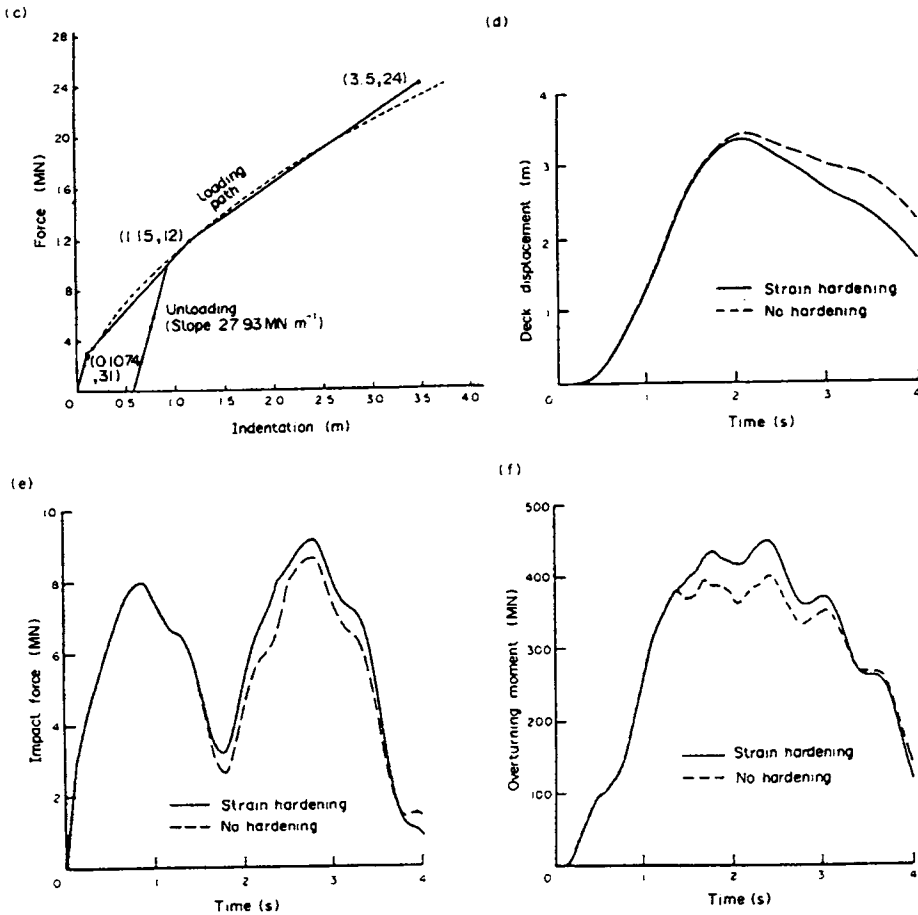 (c)
28
24
20
16
12
8
4
Force (MN)
(3.5,24)
Loading
path
(1.15,12)
Unloading
(Slope 27.93 MN m⁻¹)
(0.1074
,3.1)
0 0.5 1.0 1.5 2.0 2.5 3.0 3.5 4.0
Indentation (m)
(d)
4
3
2
1
0
Deck displacement (m)
Strain hardening
No hardening
1 2 3 4
Time (s)
(e)
10
8
6
4
2
0
Impact force (MN)
Strain hardening
No hardening
1 2 3 4
Time (s)
(f)
500
400
300
200
100
0
Overturning moment (MN)
Strain hardening
No hardening
1 2 3 4
Time (s)